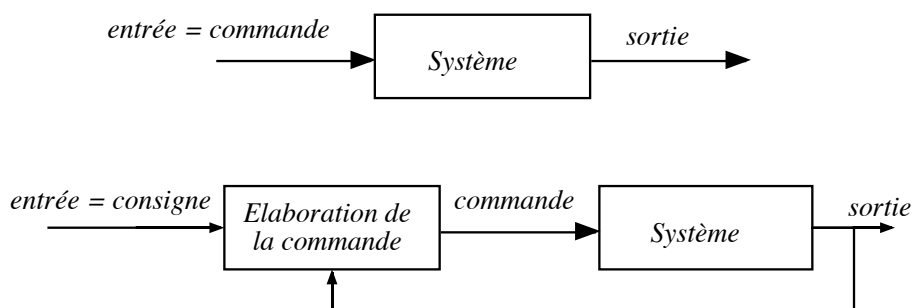 entrée = commande
Système
sortie
entrée = consigne
Elaboration de
la commande
commande
Système
sortie